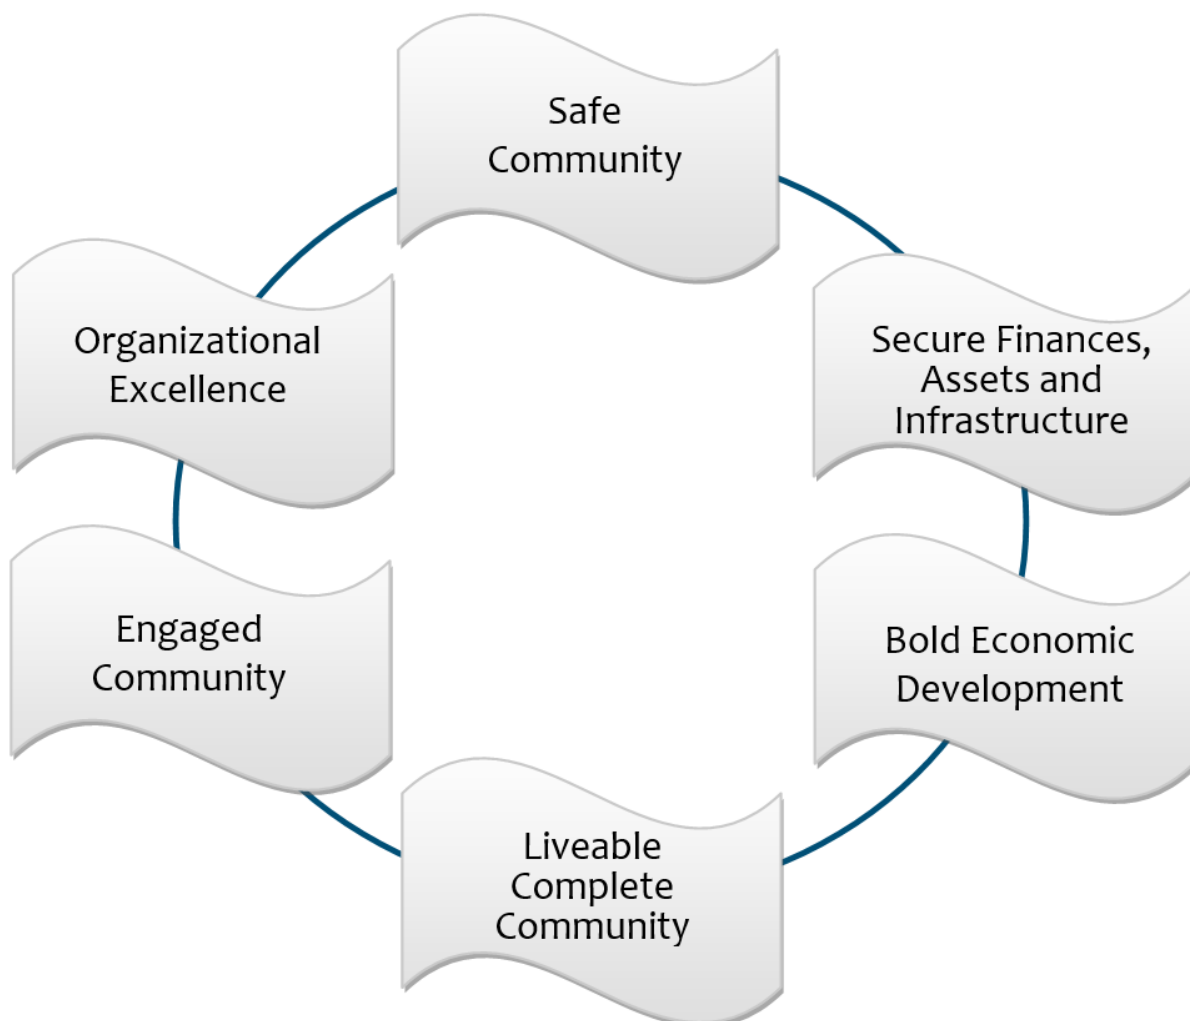 Safe
Community
Organizational
Excellence
Secure Finances,
Assets and
Infrastructure
Engaged
Community
Bold Economic
Development
Liveable
Complete
Community